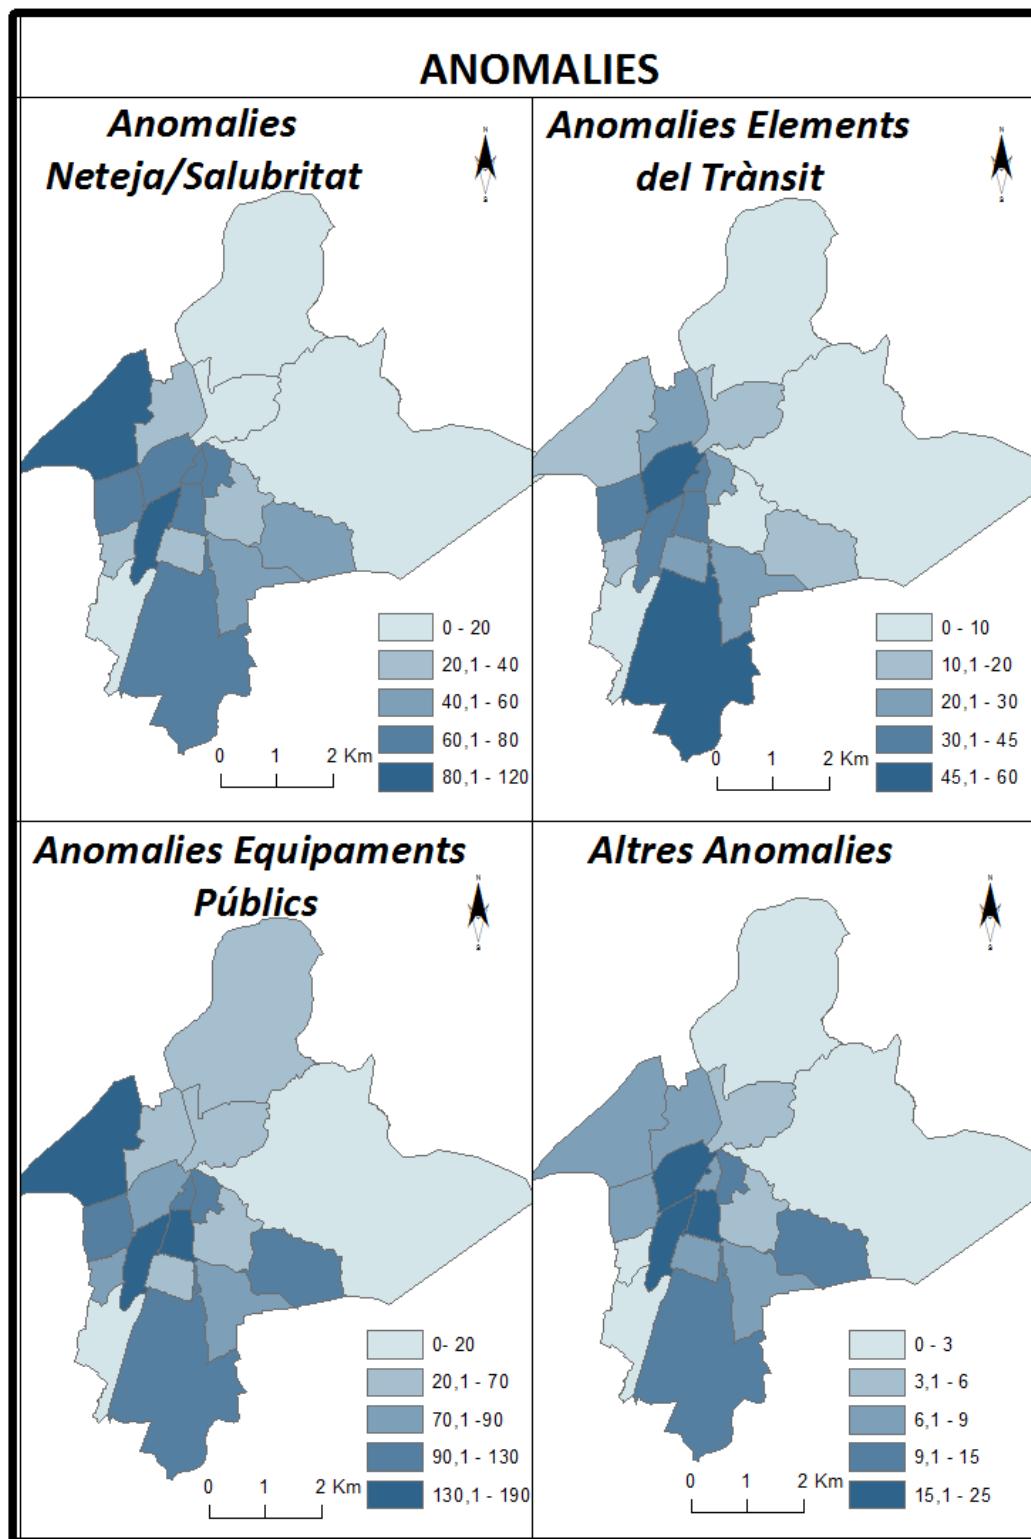 ANOMALIES
Anomalies
Neteja/Salubritat
N
0 - 20
20,1 - 40
40,1 - 60
60,1 - 80
80,1 - 120
0 1 2 Km
Anomalies Elements
del Trànsit
N
0 - 10
10,1 -20
20,1 - 30
30,1 - 45
45,1 - 60
0 1 2 Km
Anomalies Equipaments
Públics
N
0- 20
20,1 - 70
70,1 -90
90,1 - 130
130,1 - 190
0 1 2 Km
Altres Anomalies
N
0 - 3
3,1 - 6
6,1 - 9
9,1 - 15
15,1 - 25
0 1 2 Km